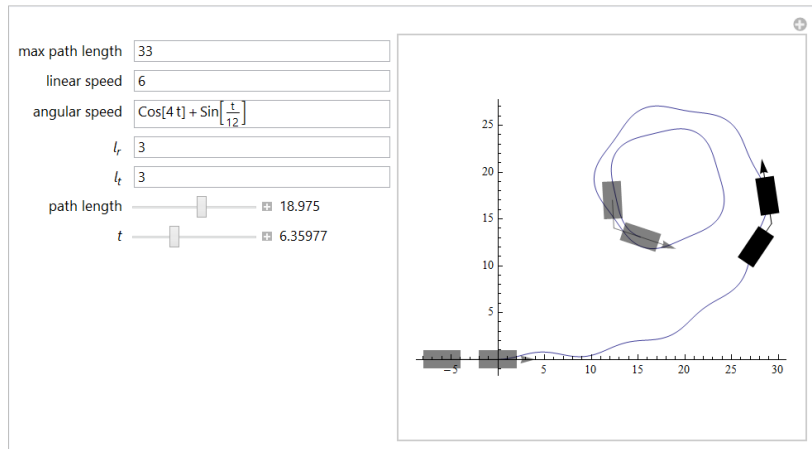 max path length 33
linear speed 6
angular speed Cos[4 t] + Sin[t/12]
l_r 3
l_t 3
path length 18.975
t 6.35977
25
20
15
10
5
-5 5 10 15 20 25 30